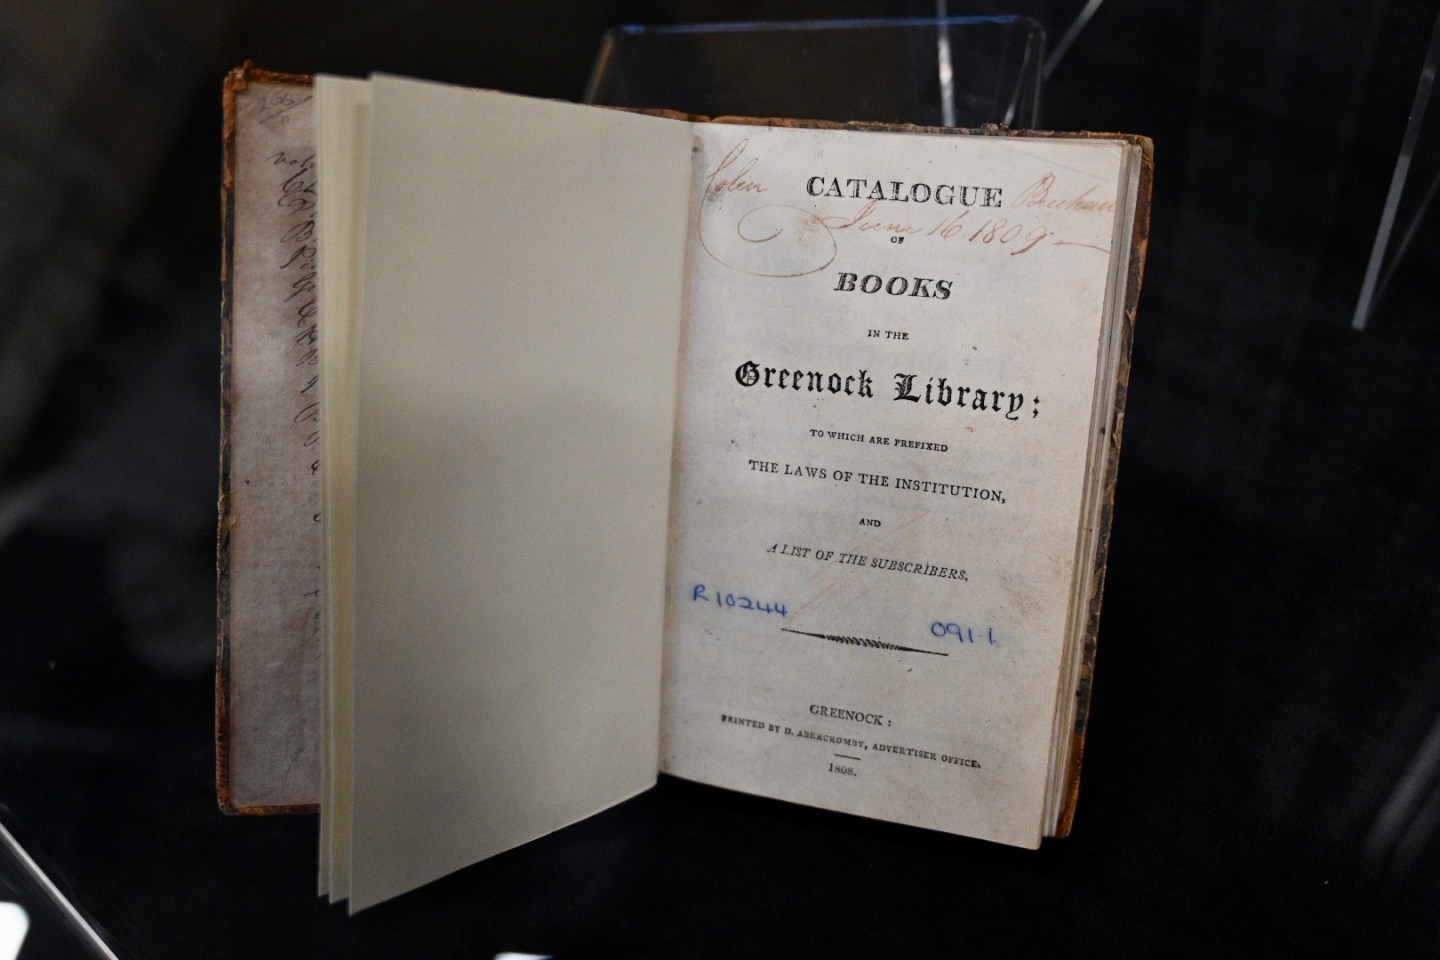 Colin CATALOGUE Buchan
June 16. 1809
OF
BOOKS
IN THE
Greenock Library;
TO WHICH ARE PREFIXED
THE LAWS OF THE INSTITUTION,
AND
A LIST OF THE SUBSCRIBERS.
R10244
091.1
GREENOCK:
PRINTED BY D. ABERCROMBY, ADVERTISER OFFICE.
1808.